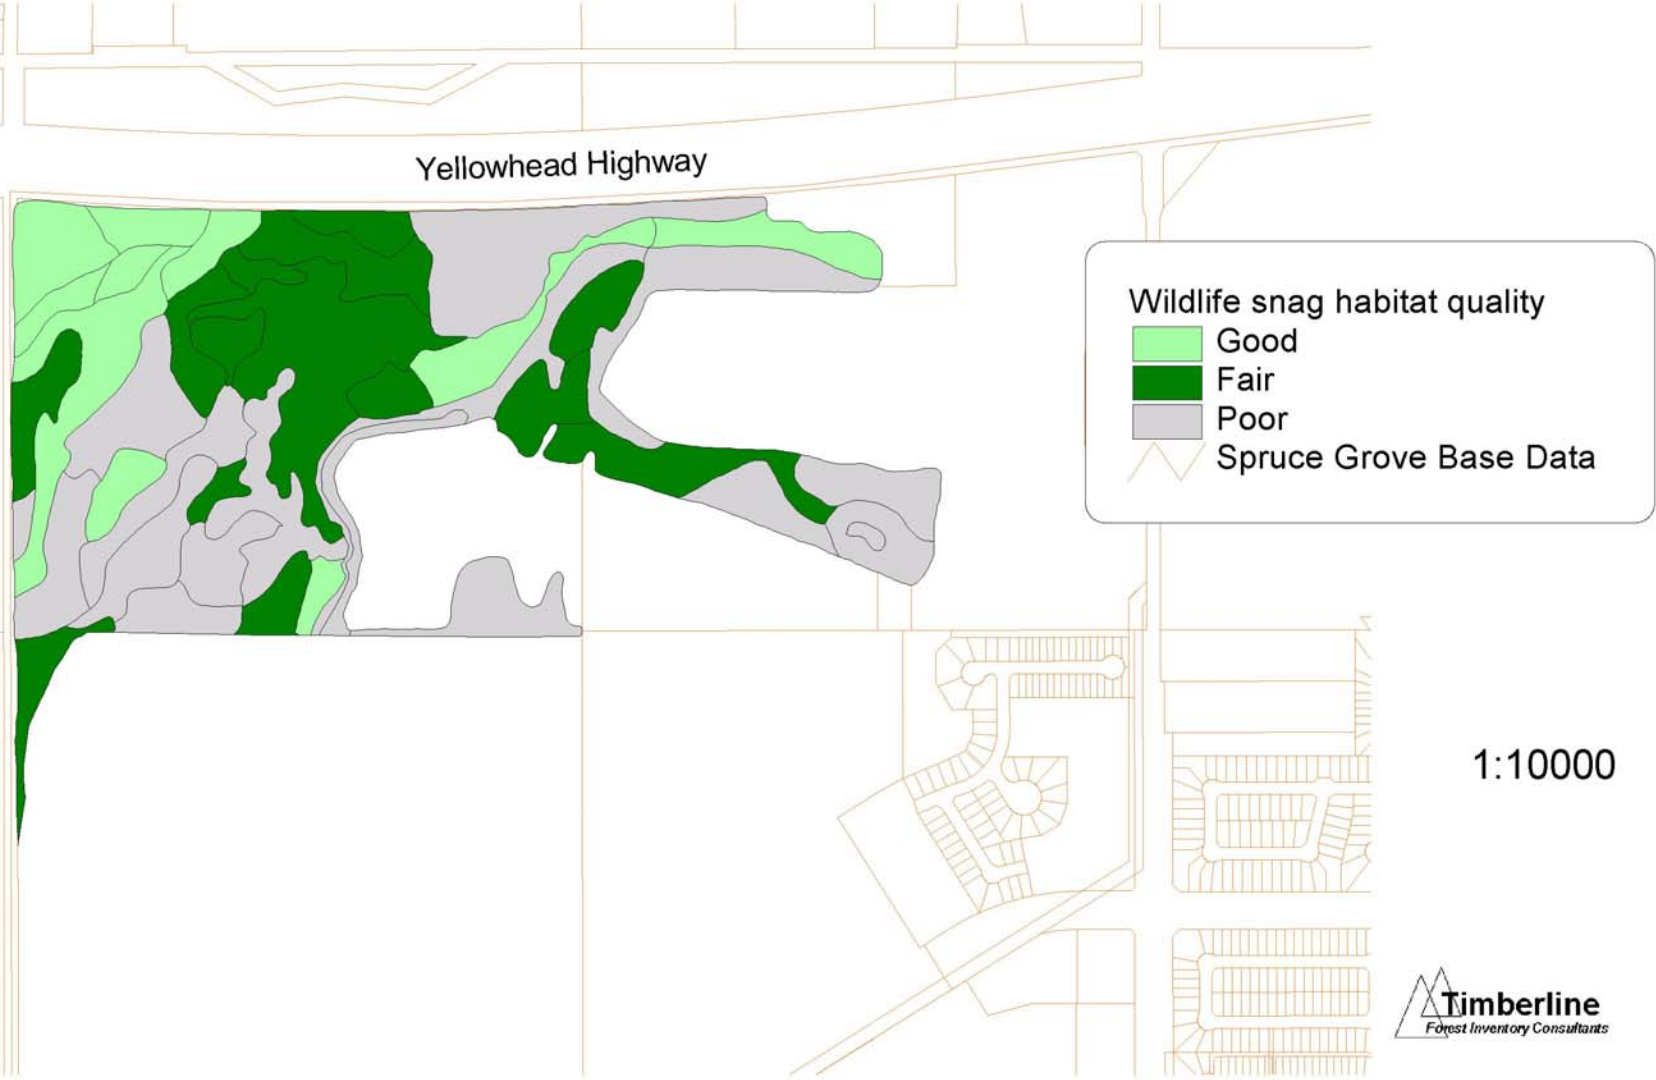 Yellowhead Highway
Wildlife snag habitat quality
Good
Fair
Poor
Spruce Grove Base Data
1:10000
Timberline
Forest Inventory Consultants